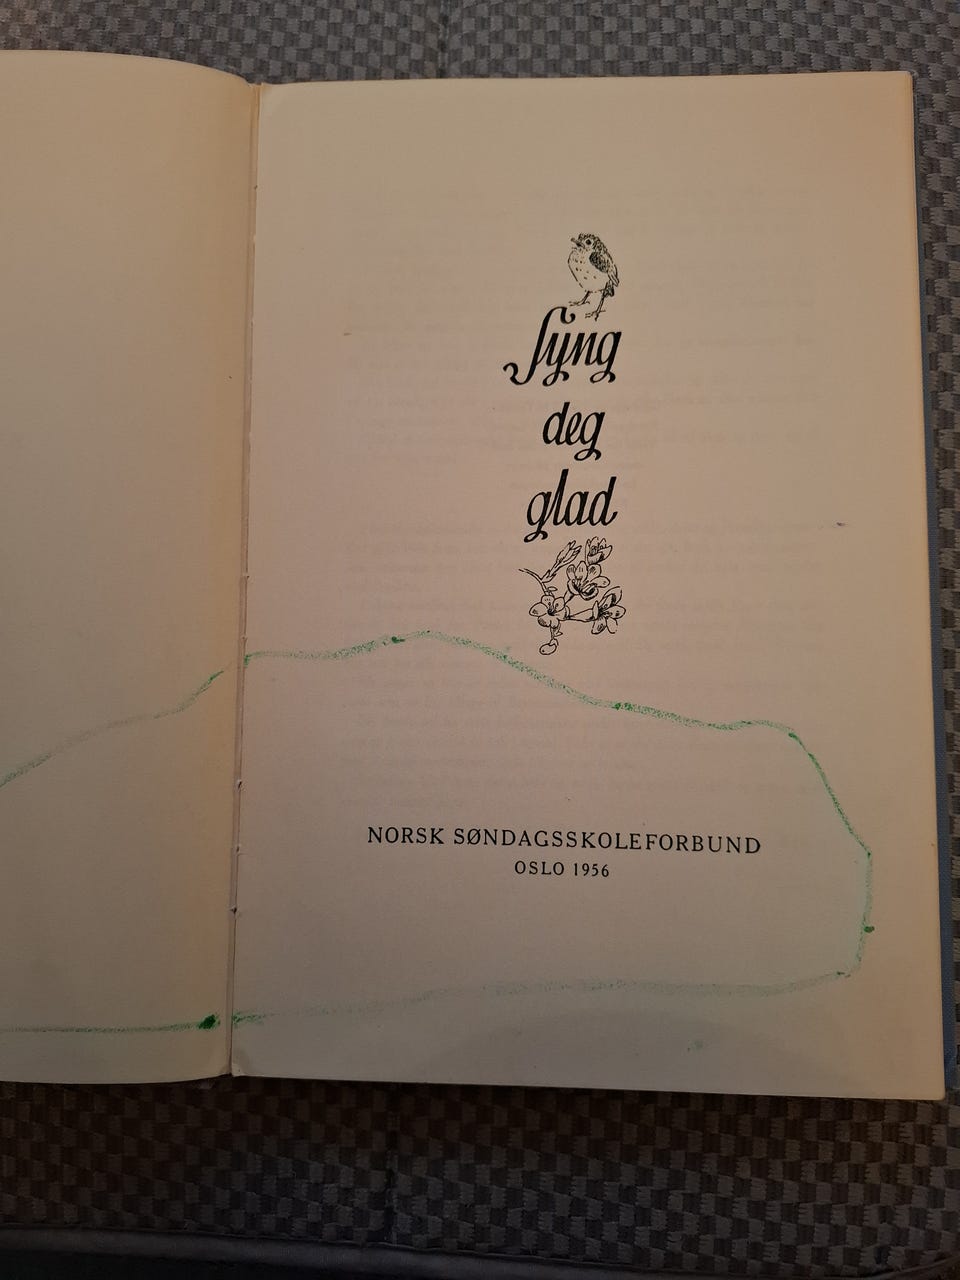 Syng
deg
glad
NORSK SØNDAGSSKOLEFORBUND
OSLO 1956